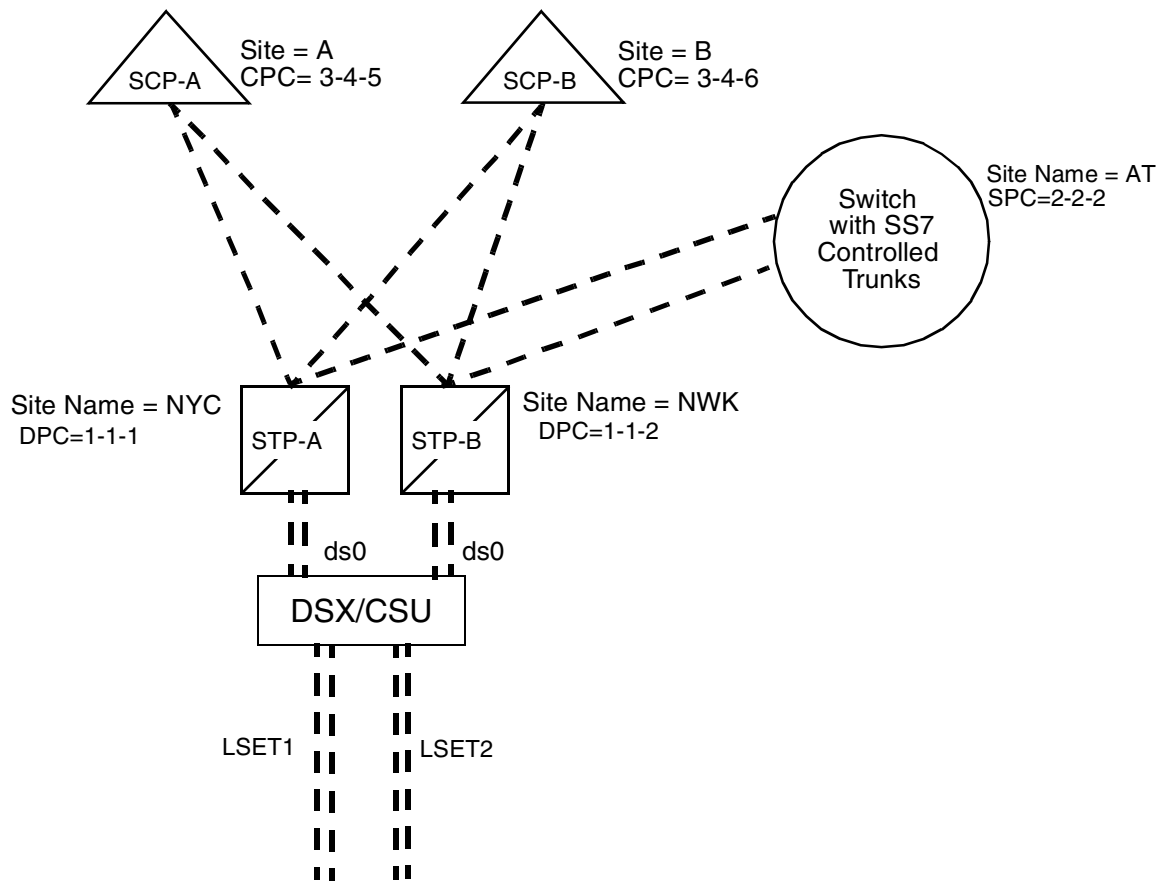 SCP-A
Site = A
CPC= 3-4-5
SCP-B
Site = B
CPC= 3-4-6
Switch
with SS7
Controlled
Trunks
Site Name = AT
SPC=2-2-2
Site Name = NYC
DPC=1-1-1
STP-A
STP-B
Site Name = NWK
DPC=1-1-2
ds0
ds0
DSX/CSU
LSET1
LSET2